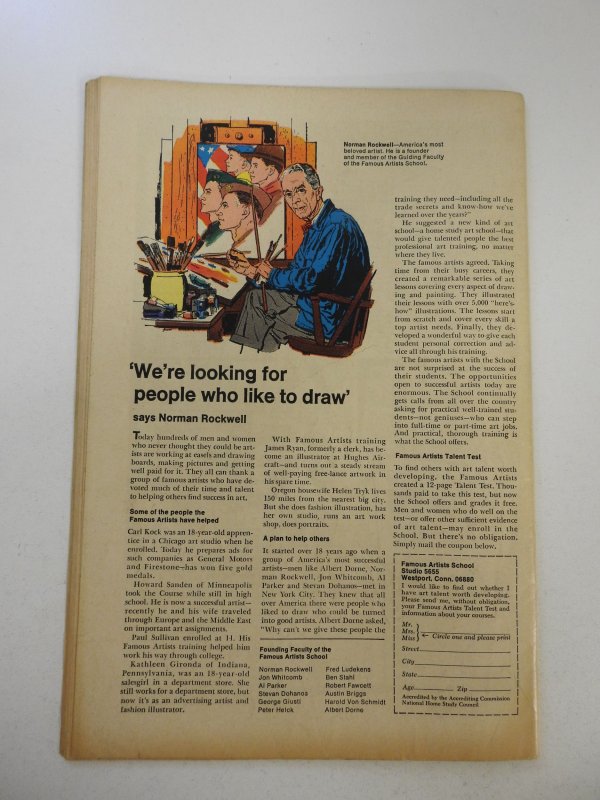 Norman Rockwell—America's most
beloved artist. He is a founder
and member of the Guiding Faculty
of the Famous Artists School.
'We're looking for
people who like to draw'
says Norman Rockwell
Today hundreds of men and women
who never thought they could be art-
ists are working at easels and drawing
boards, making pictures and getting
well paid for it. They all can thank a
group of famous artists who have de-
voted much of their time and talent
to helping others find success in art.
Some of the people the
Famous Artists have helped
Carl Kock was an 18-year-old appren-
tice in a Chicago art studio when he
enrolled. Today he prepares ads for
such companies as General Motors
and Firestone—has won five gold
medals.
Howard Sanden of Minneapolis
took the Course while still in high
school. He is now a successful artist—
recently he and his wife traveled
through Europe and the Middle East
on important art assignments.
Paul Sullivan enrolled at 14. His
Famous Artists training helped him
work his way through college.
Kathleen Gironda of Indiana,
Pennsylvania, was an 18-year-old
salesgirl in a department store. She
still works for a department store, but
now it's as an advertising artist and
fashion illustrator.
With Famous Artists training
James Ryan, formerly a clerk, has be-
come an illustrator at Hughes Air-
craft—and turns out a steady stream
of well-paying free-lance artwork in
his spare time.
Oregon housewife Helen Tryk lives
150 miles from the nearest big city.
But she does fashion illustration, has
her own studio, runs an art work
shop, does portraits.
A plan to help others
It started over 18 years ago when a
group of America's most successful
artists—men like Albert Dorne, Nor-
man Rockwell, Jon Whitcomb, Al
Parker and Stevan Dohanos—met in
New York City. They knew that all
over America there were people who
liked to draw who could be turned
into good artists. Albert Dorne asked,
"Why can't we give these people the
Founding Faculty of the
Famous Artists School
Norman Rockwell
Jon Whitcomb
Al Parker
Stevan Dohanos
George Giusti
Peter Helck
Fred Ludekens
Ben Stahl
Robert Fawcett
Austin Briggs
Harold Von Schmidt
Albert Dorne
training they need—including all the
trade secrets and know-how we've
learned over the years?"
He suggested a new kind of art
school—a home study art school—that
would give talented people the best
professional art training, no matter
where they live.
The famous artists agreed. Taking
time from their busy careers, they
created a remarkable series of art
lessons covering every aspect of draw-
ing and painting. They illustrated
their lessons with over 5,000 "here's-
how" illustrations. The lessons start
from scratch and cover every skill a
top artist needs. Finally, they de-
veloped a wonderful way to give each
student personal correction and ad-
vice all through his training.
The famous artists with the School
are not surprised at the success of
their students. The opportunities
open to successful artists today are
enormous. The School continually
gets calls from all over the country
asking for practical well-trained stu-
dents—not geniuses—who can step
into full-time or part-time art jobs.
And practical, thorough training is
what the School offers.
Famous Artists Talent Test
To find others with art talent worth
developing, the Famous Artists
created a 12-page Talent Test. Thou-
sands paid to take this test, but now
the School offers and grades it free.
Men and women who do well on the
test—or offer other sufficient evidence
of art talent—may enroll in the
School. But there's no obligation.
Simply mail the coupon below.
Famous Artists School
Studio 5655
Westport, Conn. 06880
I would like to find out whether I
have art talent worth developing.
Please send me, without obligation,
your Famous Artists Talent Test and
information about your courses.
Mr.
Mrs.
Miss
← Circle one and please print
Street
City
State
Age Zip
Accredited by the Accrediting Commission
National Home Study Council